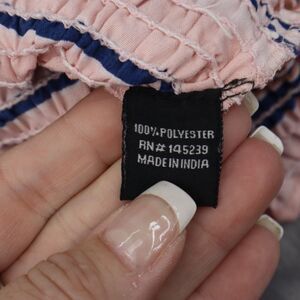 100% POLYESTER
RN# 145239
MADE IN INDIA